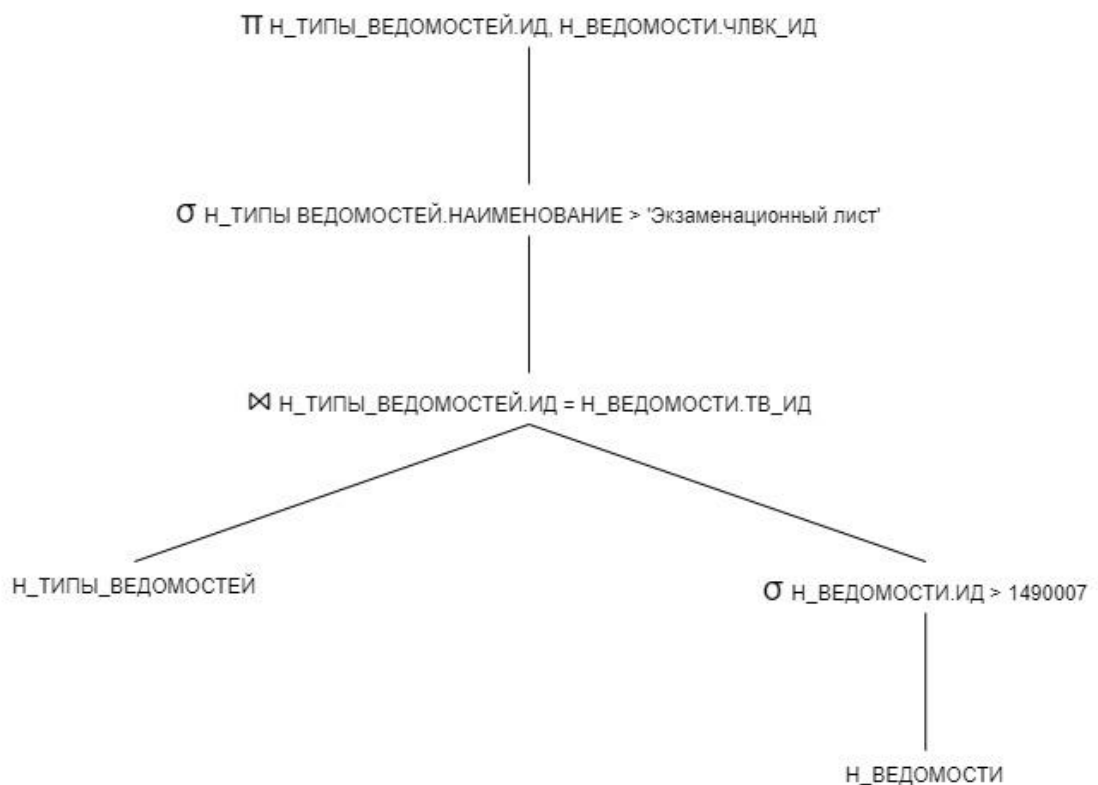 π Н_ТИПЫ_ВЕДОМОСТЕЙ.ИД, Н_ВЕДОМОСТИ.ЧЛВК_ИД
σ Н_ТИПЫ ВЕДОМОСТЕЙ.НАИМЕНОВАНИЕ > 'Экзаменационный лист'
⋈ Н_ТИПЫ_ВЕДОМОСТЕЙ.ИД = Н_ВЕДОМОСТИ.ТВ_ИД
Н_ТИПЫ_ВЕДОМОСТЕЙ
σ Н_ВЕДОМОСТИ.ИД > 1490007
Н_ВЕДОМОСТИ